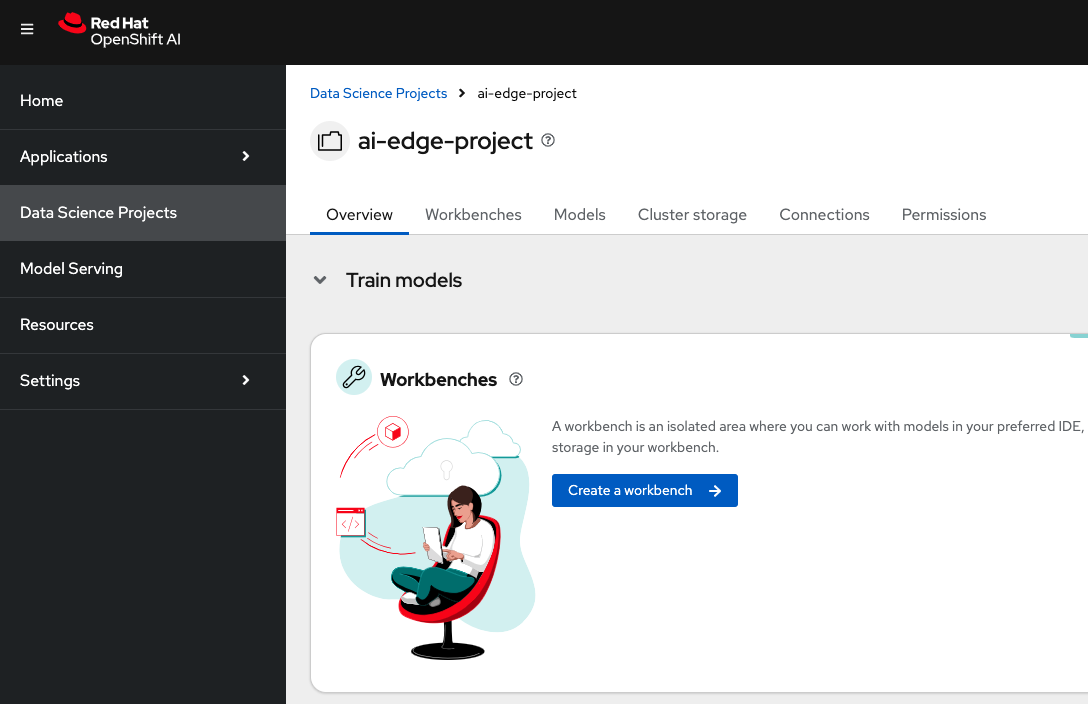 Red Hat
OpenShift AI
Home
Applications
Data Science Projects
Model Serving
Resources
Settings
Data Science Projects > ai-edge-project
ai-edge-project
Overview Workbenches Models Cluster storage Connections Permissions
Train models
Workbenches
A workbench is an isolated area where you can work with models in your preferred IDE,
storage in your workbench.
Create a workbench →